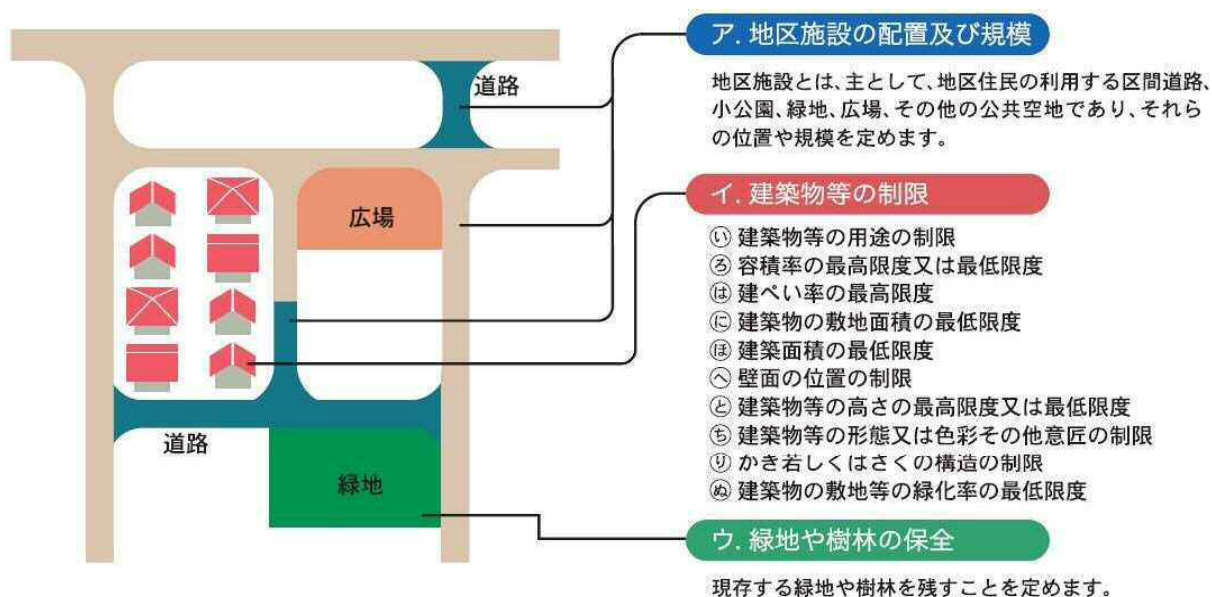 道路
広場
道路
緑地
ア. 地区施設の配置及び規模
地区施設とは、主として、地区住民の利用する区間道路、
小公園、緑地、広場、その他の公共空地であり、それら
の位置や規模を定めます。
イ. 建築物等の制限
い 建築物等の用途の制限
ろ 容積率の最高限度又は最低限度
は 建ぺい率の最高限度
に 建築物の敷地面積の最低限度
ほ 建築面積の最低限度
へ 壁面の位置の制限
と 建築物等の高さの最高限度又は最低限度
ち 建築物等の形態又は色彩その他意匠の制限
り かき若しくはさくの構造の制限
ぬ 建築物の敷地等の緑化率の最低限度
ウ. 緑地や樹林の保全
現存する緑地や樹林を残すことを定めます。